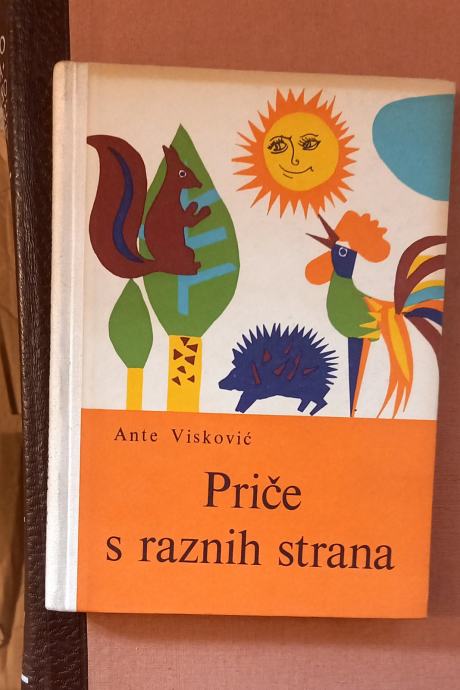 Ante Visković
Priče
s raznih strana